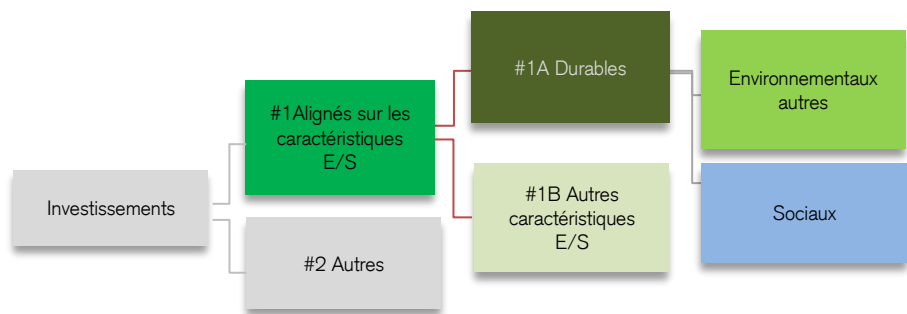 Investissements
#1Alignés sur les
caractéristiques
E/S
#2 Autres
#1A Durables
#1B Autres
caractéristiques
E/S
Environnementaux
autres
Sociaux